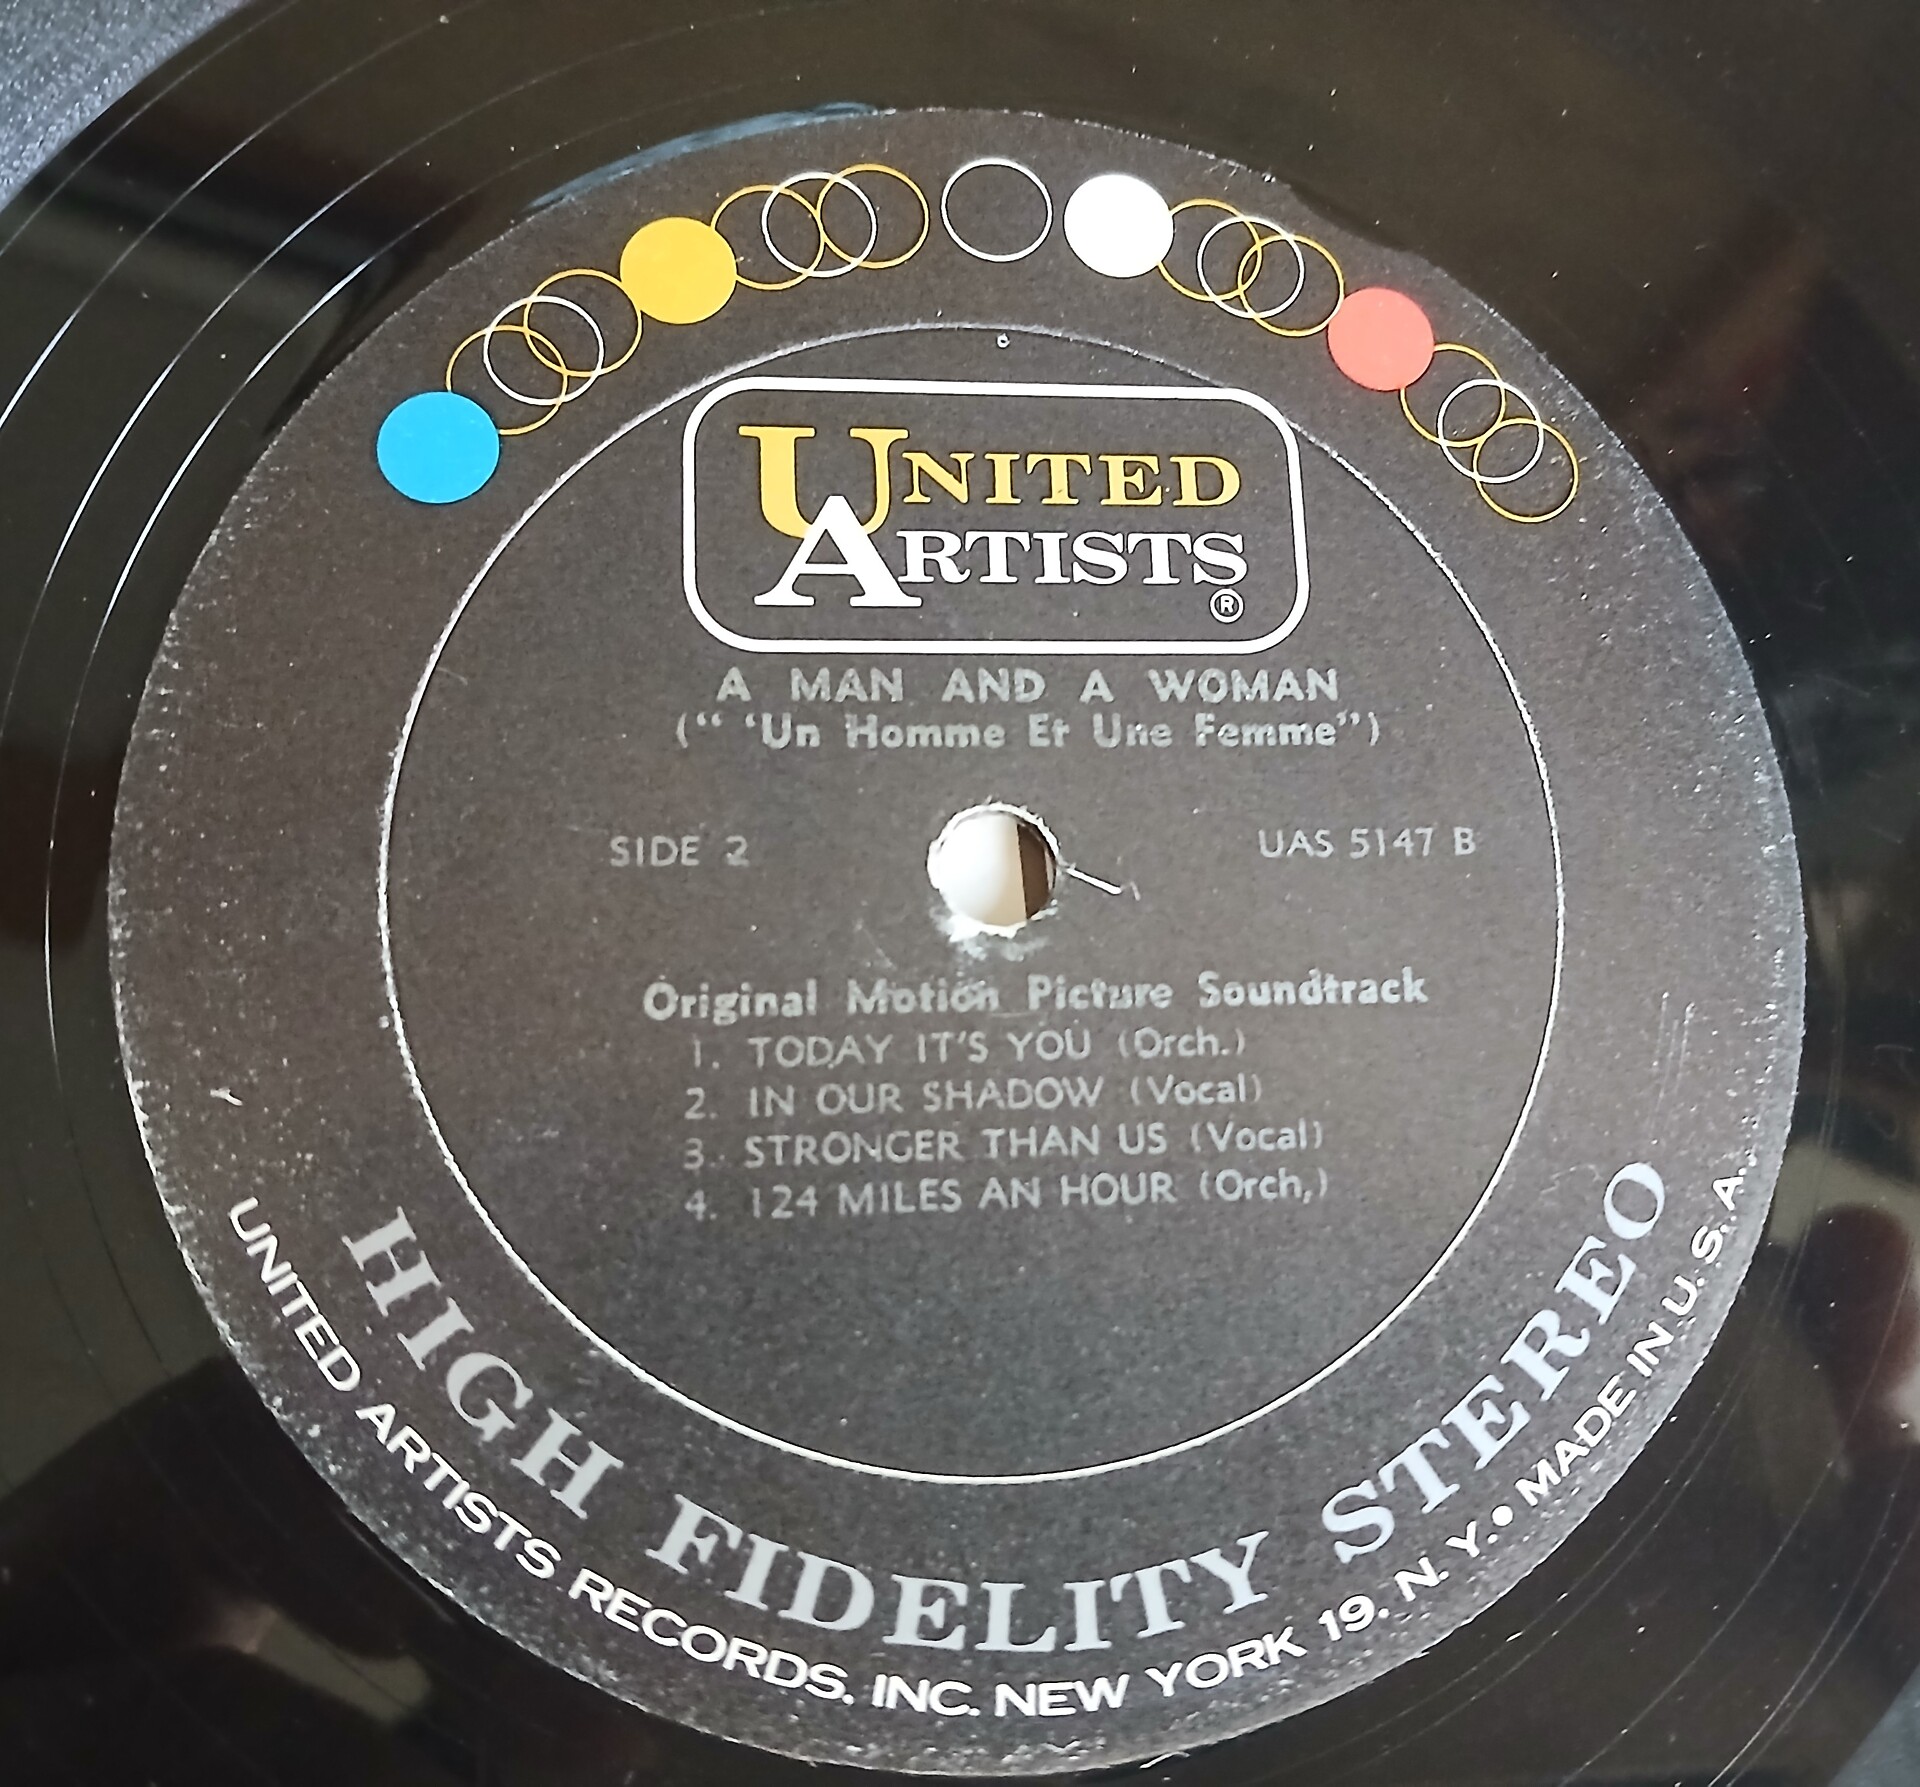 UNITED
ARTISTS
®
A MAN AND A WOMAN
(“ ‘Un Homme Et Une Femme”)
SIDE 2
UAS 5147 B
Original Motion Picture Soundtrack
1. TODAY IT'S YOU (Orch.)
2. IN OUR SHADOW (Vocal)
3. STRONGER THAN US (Vocal)
4. 124 MILES AN HOUR (Orch,)
HIGH FIDELITY STEREO
UNITED ARTISTS RECORDS. INC. NEW YORK 19. N. Y. • MADE IN U. S. A.